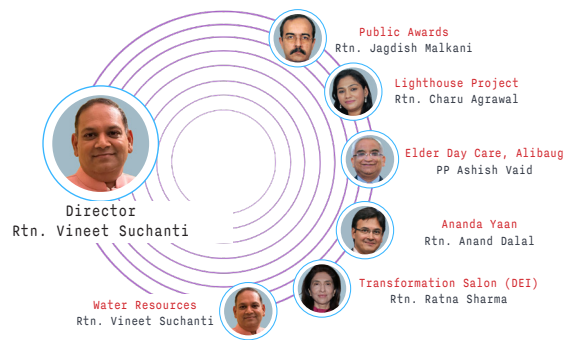 Public Awards
Rtn. Jagdish Malkani
Lighthouse Project
Rtn. Charu Agrawal
Elder Day Care, Alibaug
PP Ashish Vaid
Director
Rtn. Vineet Suchanti
Ananda Yaan
Rtn. Anand Dalal
Transformation Salon (DEI)
Rtn. Ratna Sharma
Water Resources
Rtn. Vineet Suchanti